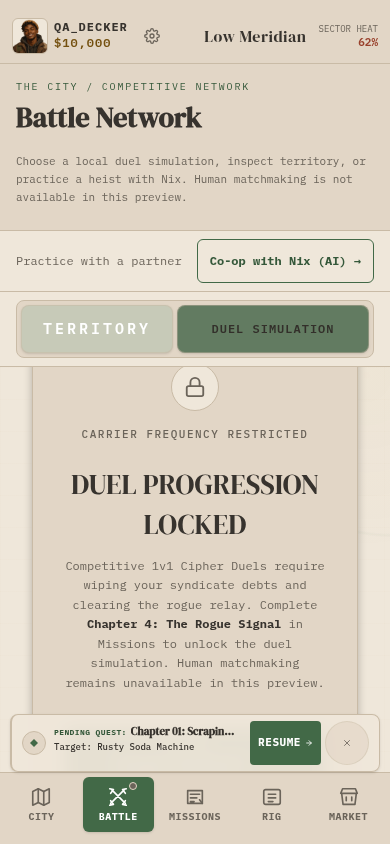 QA_DECKER
$10,000
Low Meridian
SECTOR HEAT
62%
THE CITY / COMPETITIVE NETWORK
Battle Network
Choose a local duel simulation, inspect territory, or
practice a heist with Nix. Human matchmaking is not
available in this preview.
Practice with a partner
Co-op with Nix (AI) →
TERRITORY
DUEL SIMULATION
CARRIER FREQUENCY RESTRICTED
DUEL PROGRESSION
LOCKED
Competitive 1v1 Cipher Duels require
wiping your syndicate debts and
clearing the rogue relay. Complete
Chapter 4: The Rogue Signal in
Missions to unlock the duel
simulation. Human matchmaking
remains unavailable in this preview.
PENDING QUEST: Chapter 01: Scrapin…
Target: Rusty Soda Machine
RESUME →
×
CITY
BATTLE
MISSIONS
RIG
MARKET